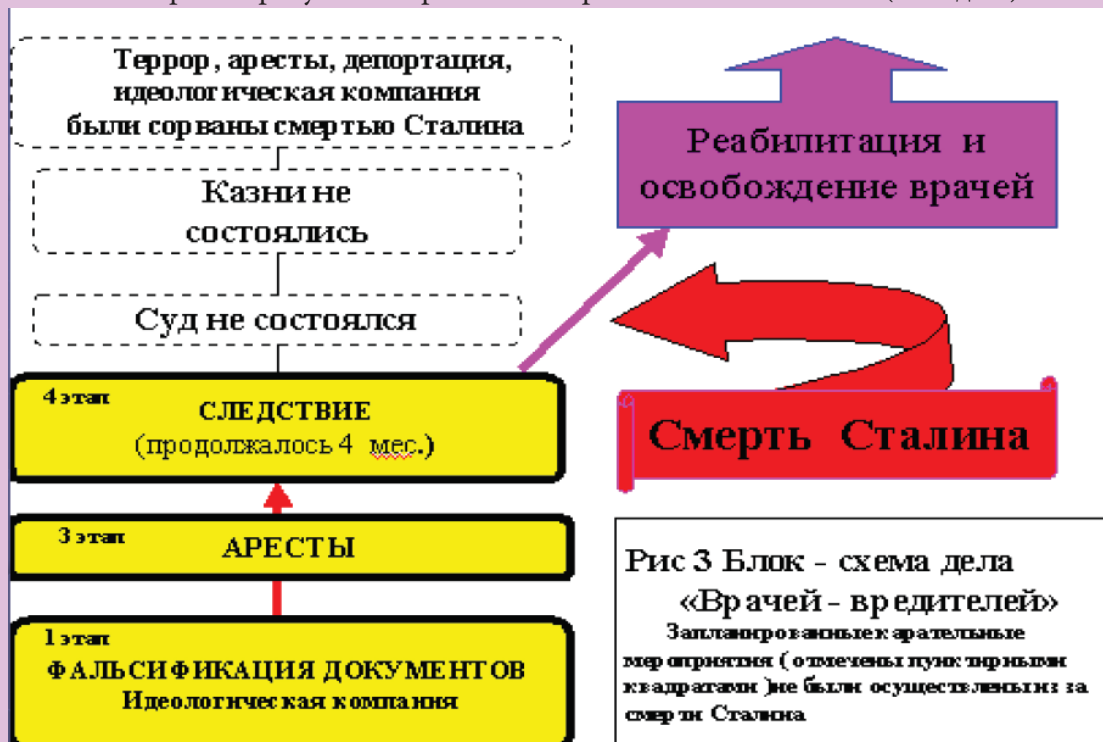 Террор, аресты, депортация,
идеологическая компания
были сорваны смертью Сталина
Казни не
состоялись
Суд не состоялся
4 этап
СЛЕДСТВИЕ
(продолжалось 4 мес.)
3 этап
АРЕСТЫ
1 этап
ФАЛЬСИФИКАЦИЯ ДОКУМЕНТОВ
Идеологическая компания
Реабилитация и
освобождение врачей
Смерть Сталина
Рис 3 Блок - схема дела
«Врачей - вредителей»
Запланированные карательные
мероприятия ( отмечены пунктирными
квадратами )не были осуществлены из за
смерти Сталина